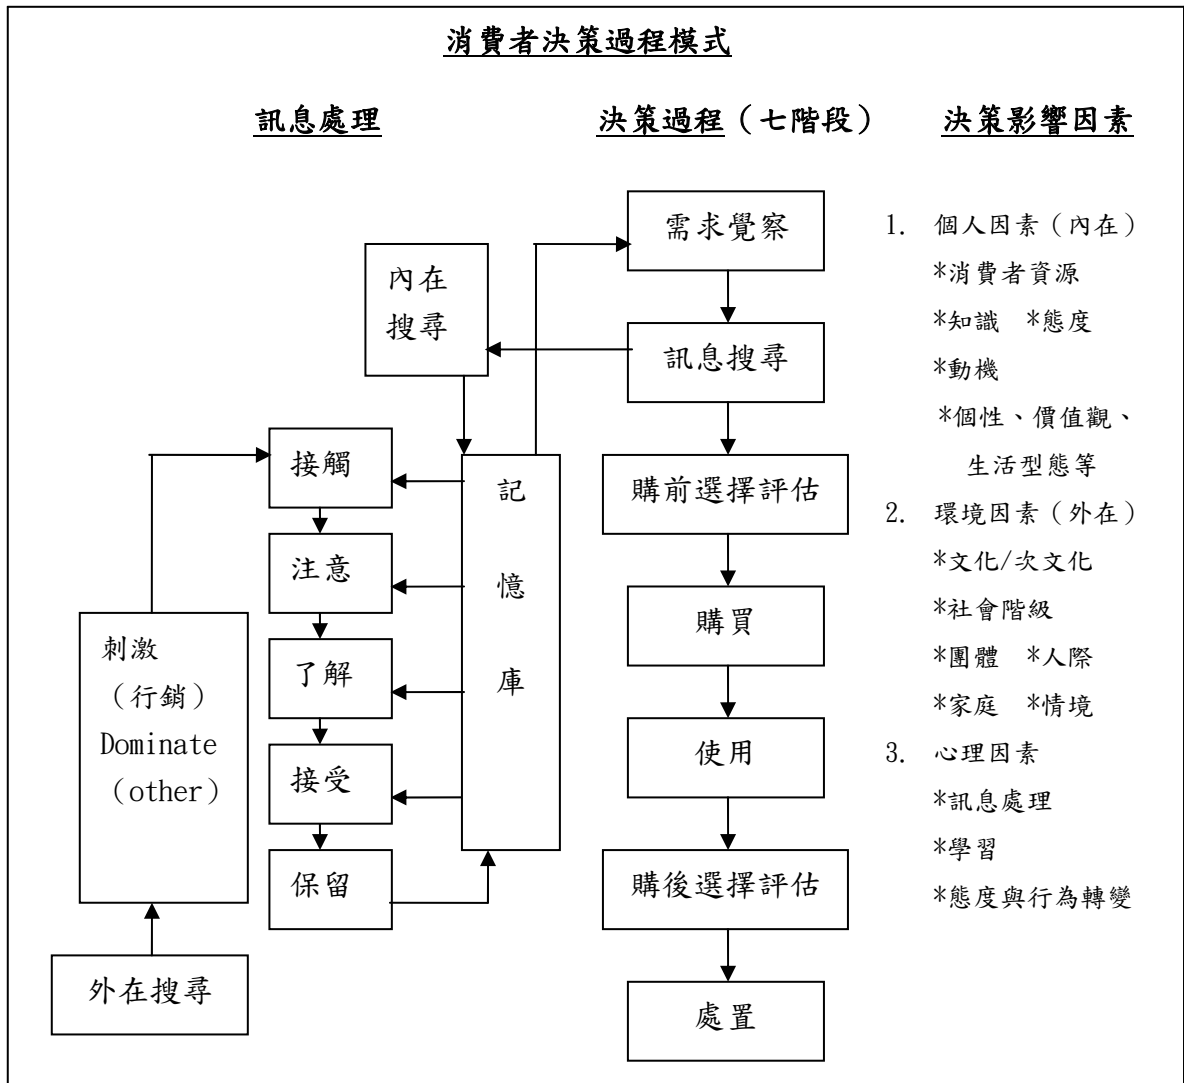 消費者決策過程模式
訊息處理
決策過程（七階段）
決策影響因素
內在
搜尋
接觸
注意
了解
接受
保留
記
憶
庫
刺激
（行銷）
Dominate
（other）
外在搜尋
需求覺察
訊息搜尋
購前選擇評估
購買
使用
購後選擇評估
處置
1. 個人因素（內在）
*消費者資源
*知識 *態度
*動機
*個性、價值觀、
生活型態等
2. 環境因素（外在）
*文化/次文化
*社會階級
*團體 *人際
*家庭 *情境
3. 心理因素
*訊息處理
*學習
*態度與行為轉變